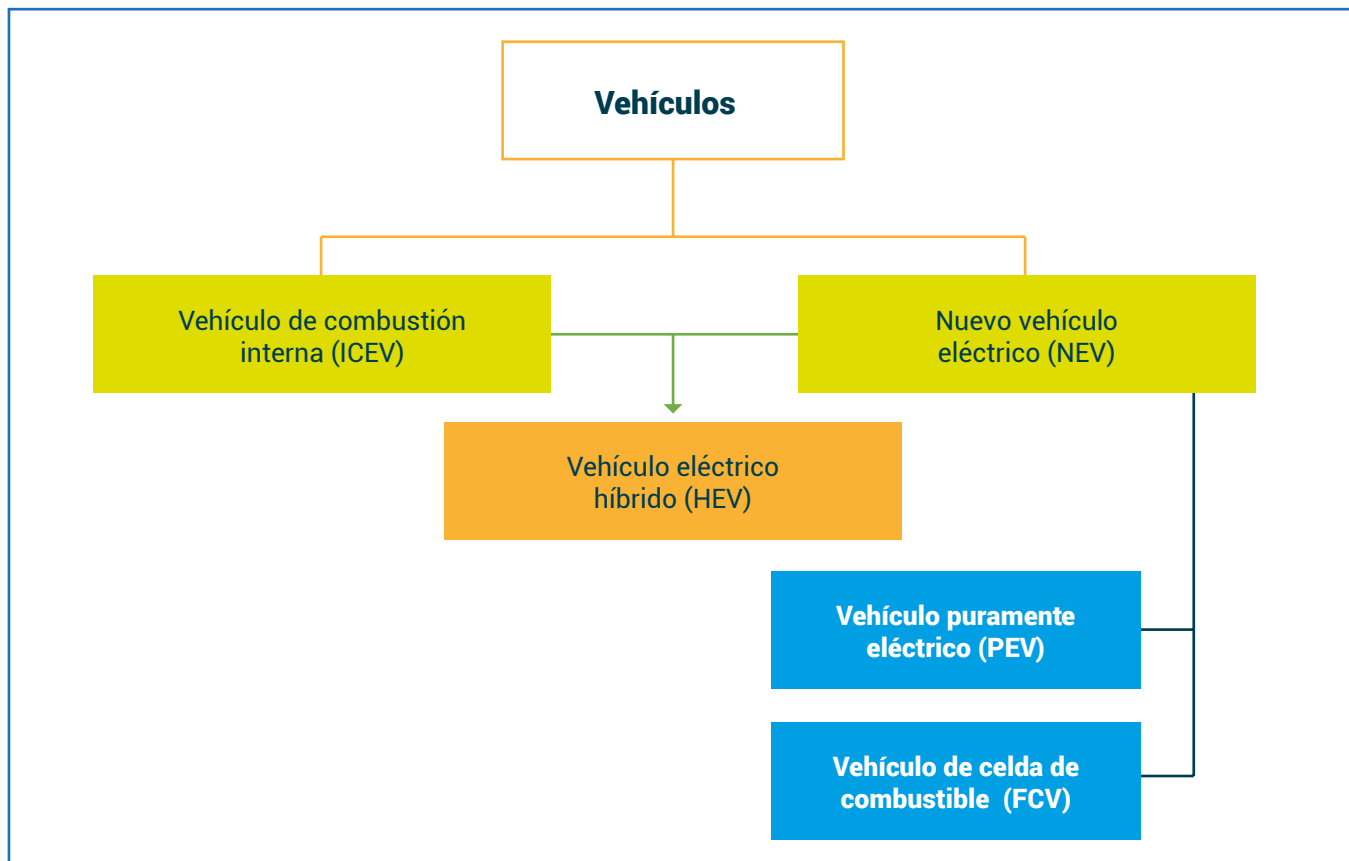 Vehículos
Vehículo de combustión
interna (ICEV)
Nuevo vehículo
eléctrico (NEV)
Vehículo eléctrico
híbrido (HEV)
Vehículo puramente
eléctrico (PEV)
Vehículo de celda de
combustible (FCV)